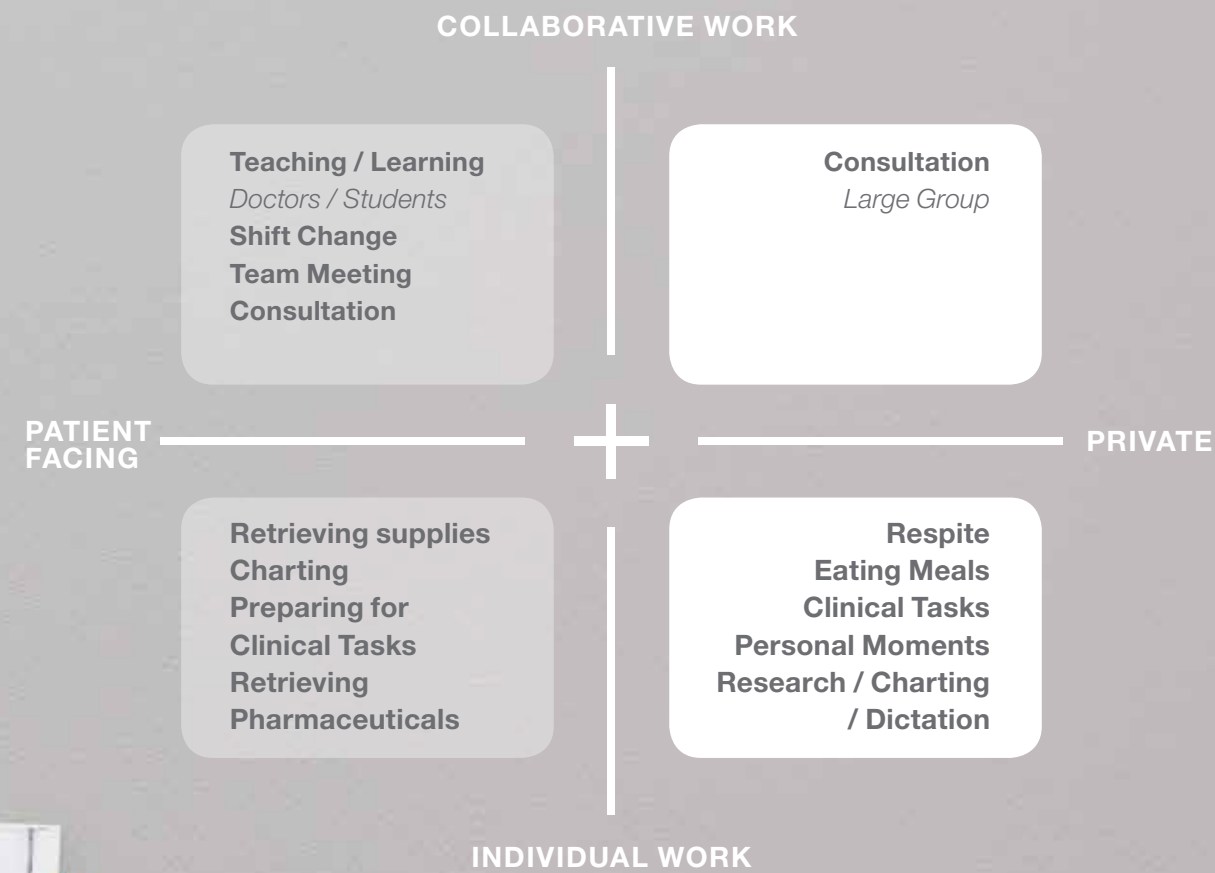 COLLABORATIVE WORK
Teaching / Learning
Doctors / Students
Shift Change
Team Meeting
Consultation
Consultation
Large Group
PATIENT
FACING
PRIVATE
Retrieving supplies
Charting
Preparing for
Clinical Tasks
Retrieving
Pharmaceuticals
Respite
Eating Meals
Clinical Tasks
Personal Moments
Research / Charting
/ Dictation
INDIVIDUAL WORK